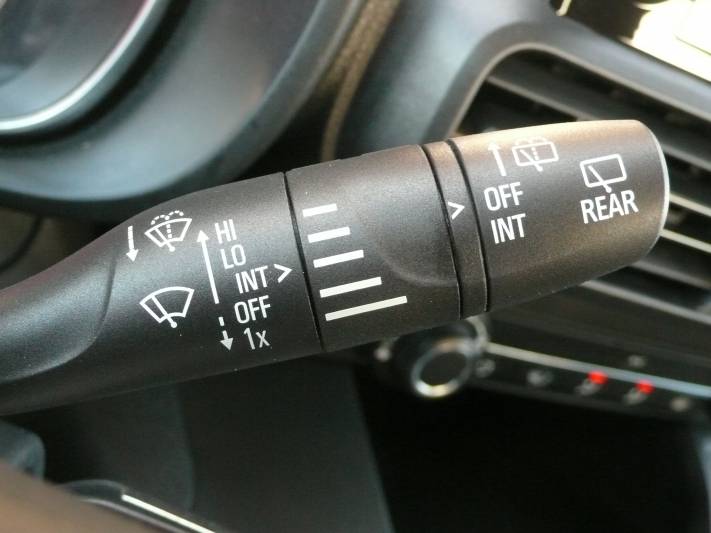 HI
LO
INT >
OFF
1x
>
OFF
INT
REAR